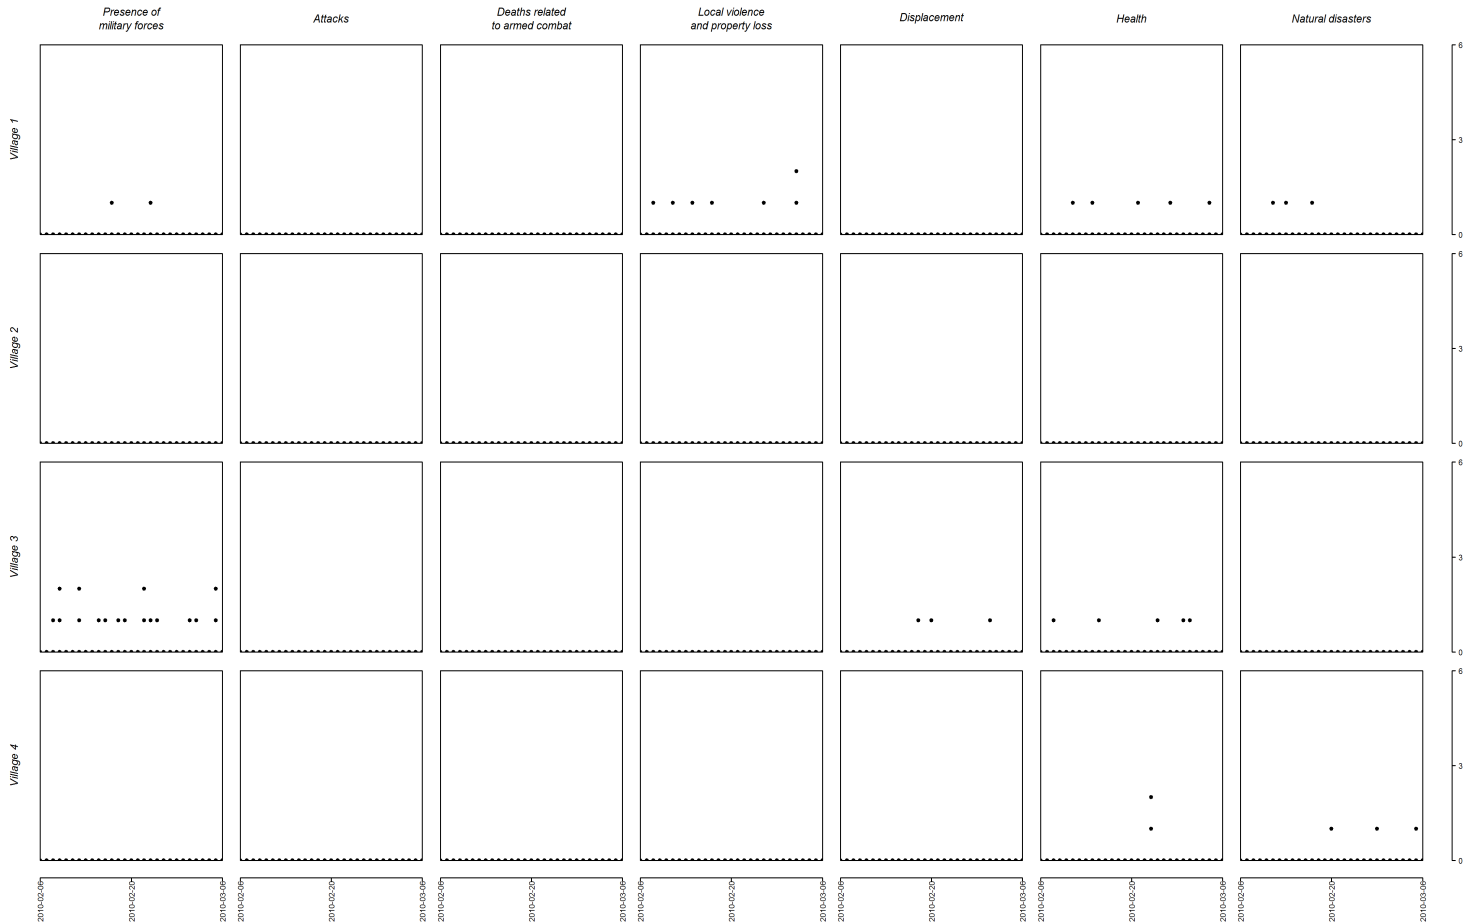 Presence of
military forces
Attacks
Deaths related
to armed combat
Local violence
and property loss
Displacement
Health
Natural disasters
Village 1
6
3
0
Village 2
6
3
0
Village 3
6
3
0
Village 4
6
3
0
2010-02-06
2010-02-20
2010-03-06
2010-02-06
2010-02-20
2010-03-06
2010-02-06
2010-02-20
2010-03-06
2010-02-06
2010-02-20
2010-03-06
2010-02-06
2010-02-20
2010-03-06
2010-02-06
2010-02-20
2010-03-06
2010-02-06
2010-02-20
2010-03-06